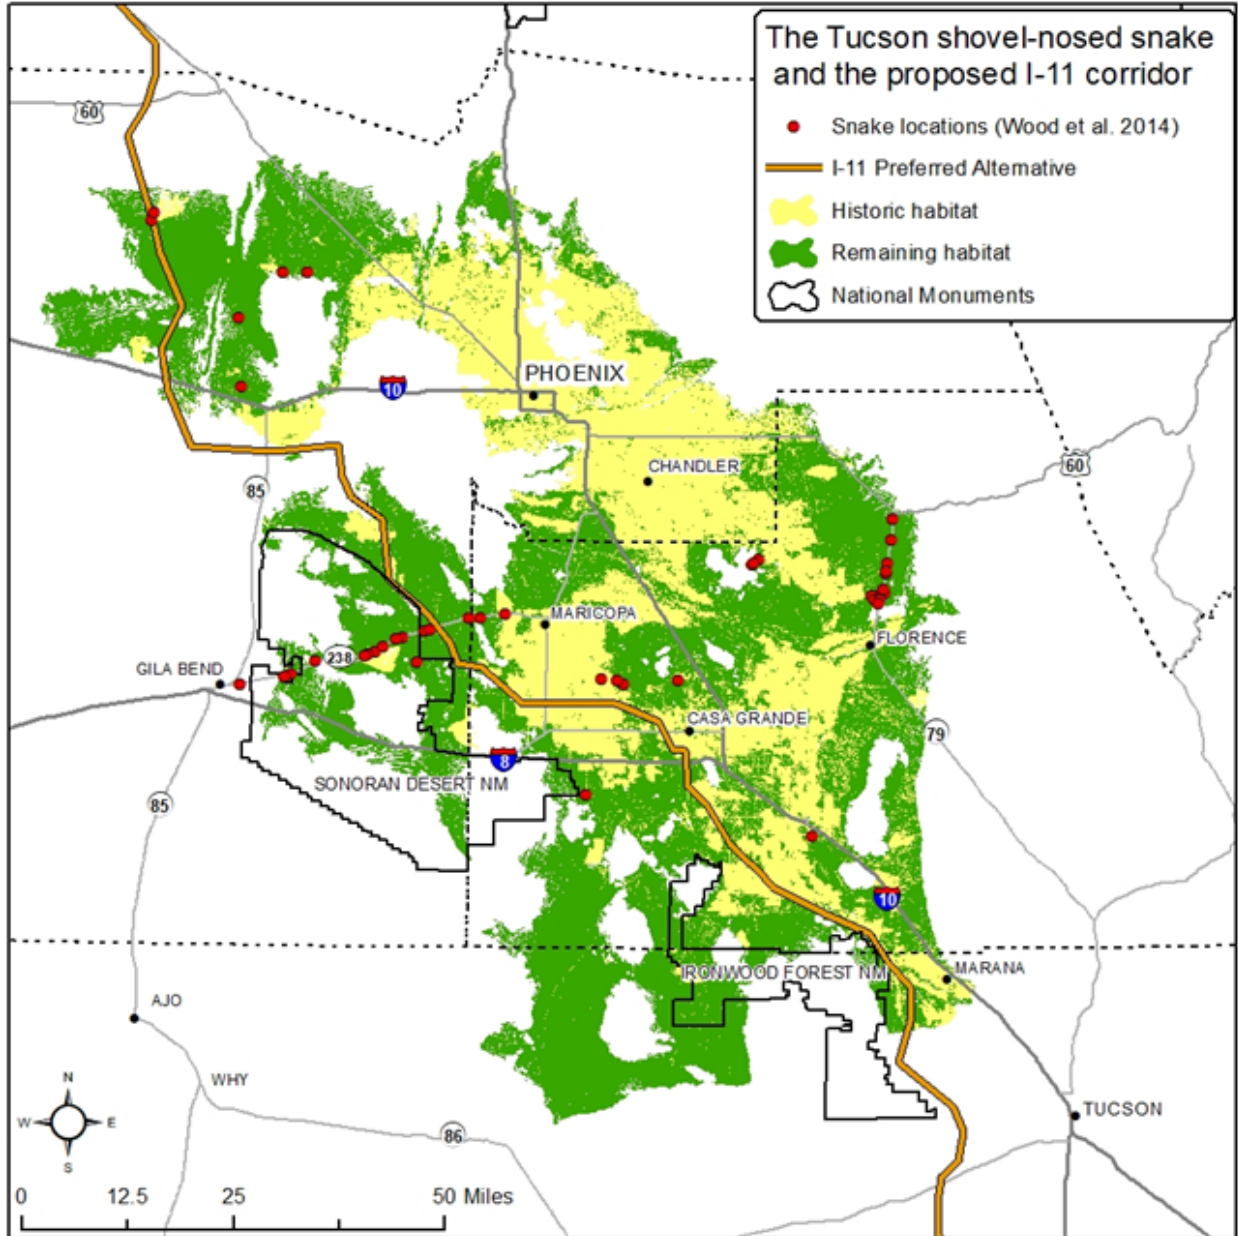 The Tucson shovel-nosed snake
and the proposed I-11 corridor
Snake locations (Wood et al. 2014)
I-11 Preferred Alternative
Historic habitat
Remaining habitat
National Monuments
60
PHOENIX
10
CHANDLER
60
85
MARICOPA
FLORENCE
238
GILA BEND
CASA GRANDE
79
8
SONORAN DESERT NM
85
10
IRONWOOD FOREST NM
MARANA
AJO
WHY
N
W E
S
TUCSON
86
0 12.5 25 50 Miles